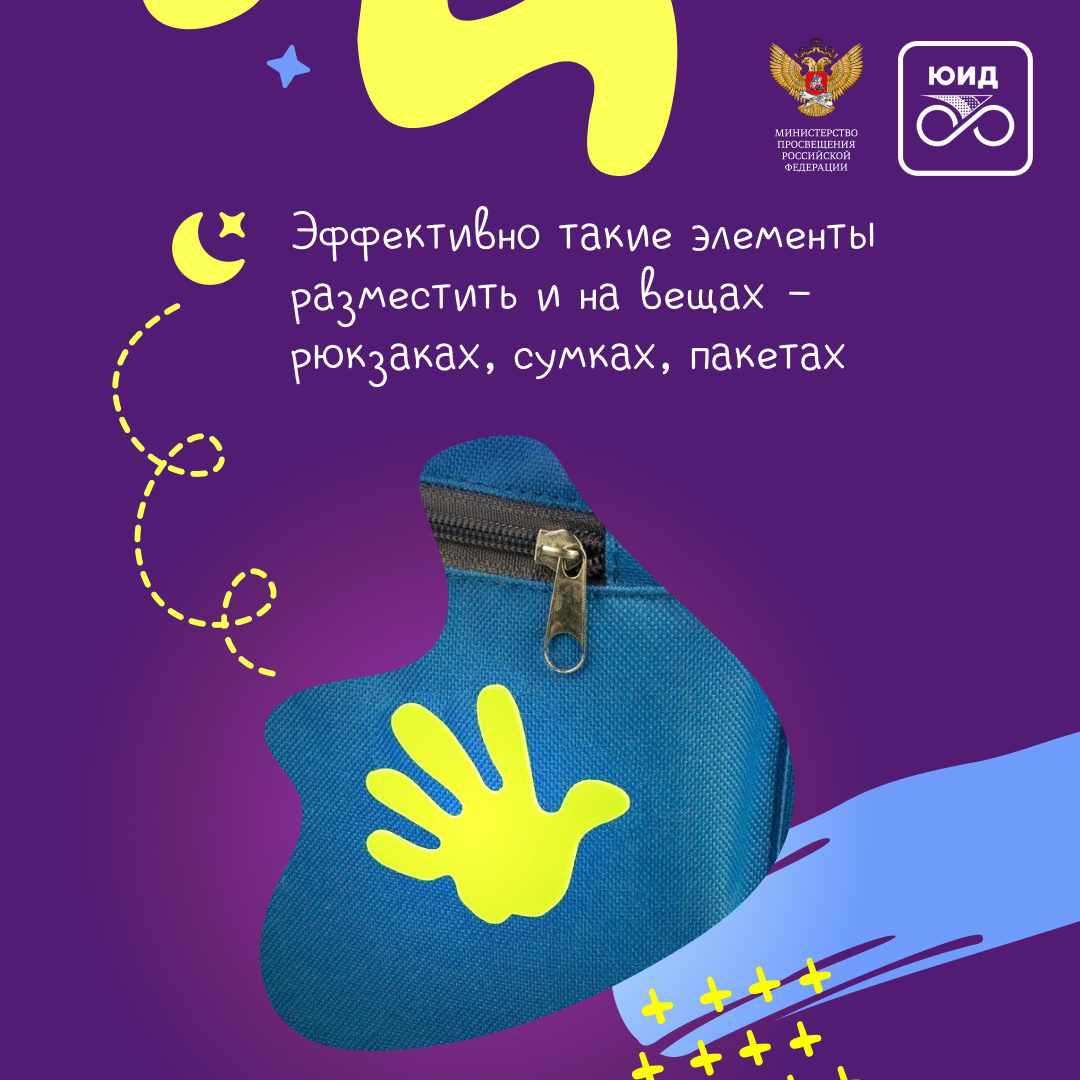 МИНИСТЕРСТВО
ПРОСВЕЩЕНИЯ
РОССИЙСКОЙ
ФЕДЕРАЦИИ
ЮИД
Эффективно такие элементы
разместить и на вещах –
рюкзаках, сумках, пакетах